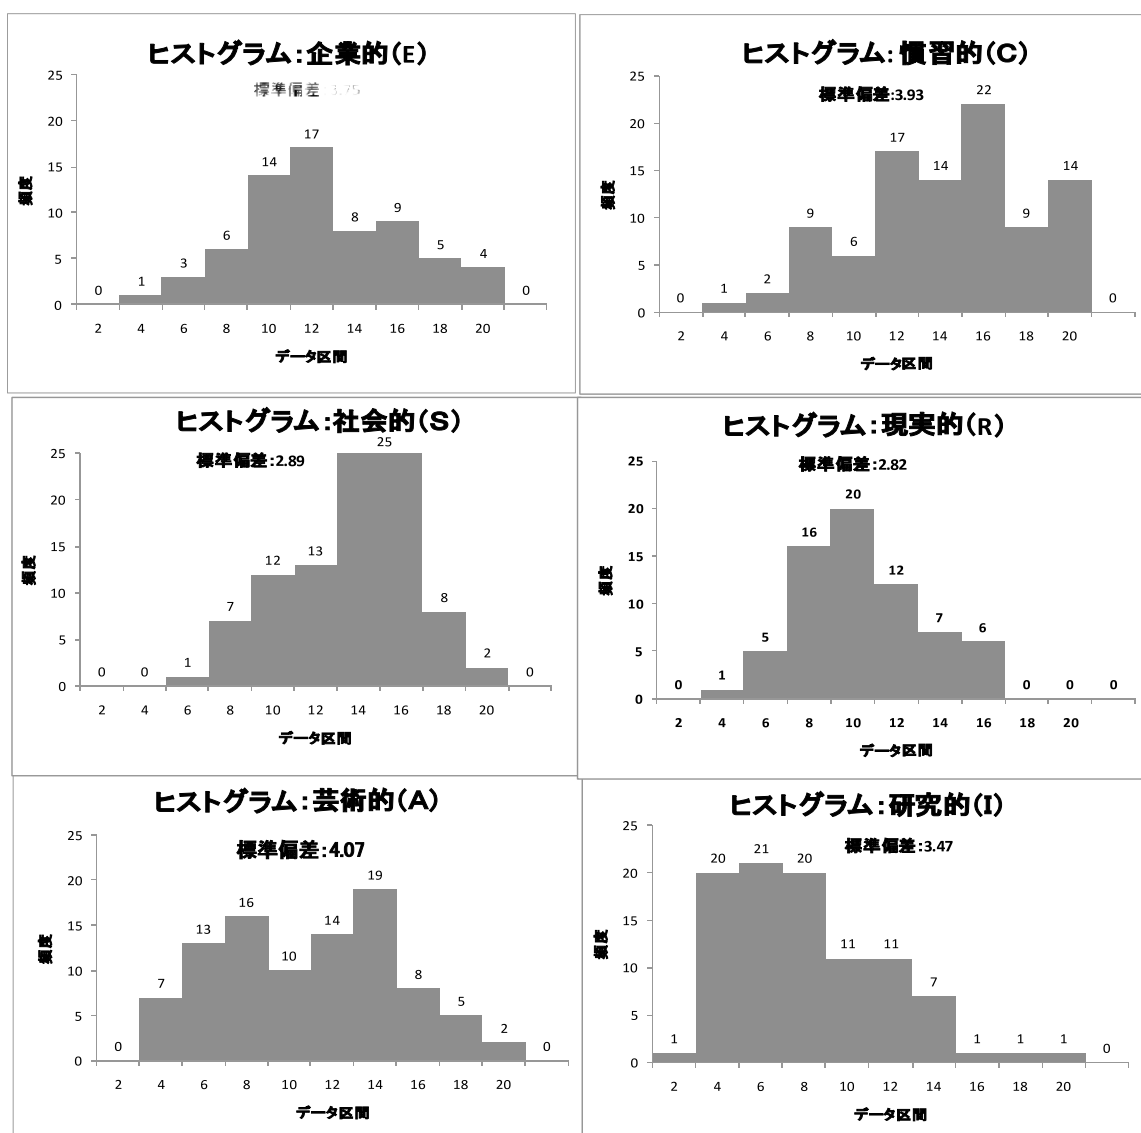 ヒストグラム:企業的(E)
標準偏差 3.75
25
20
15
10
5
0
頻度
0 1 3 6 14 17 8 9 5 4 0
2 4 6 8 10 12 14 16 18 20
データ区間
ヒストグラム:慣習的(C)
標準偏差:3.93
25
20
15
10
5
0
頻度
0 1 2 9 6 17 14 22 9 14 0
2 4 6 8 10 12 14 16 18 20
データ区間
ヒストグラム:社会的(S)
標準偏差:2.89
25
20
15
10
5
0
頻度
0 0 1 7 12 13 25 8 2 0
2 4 6 8 10 12 14 16 18 20
データ区間
ヒストグラム:現実的(R)
標準偏差:2.82
25
20
15
10
5
0
頻度
0 1 5 16 20 12 7 6 0 0 0
2 4 6 8 10 12 14 16 18 20
データ区間
ヒストグラム:芸術的(A)
標準偏差:4.07
25
20
15
10
5
0
頻度
0 7 13 16 10 14 19 8 5 2 0
2 4 6 8 10 12 14 16 18 20
データ区間
ヒストグラム:研究的(I)
標準偏差:3.47
25
20
15
10
5
0
頻度
1 20 21 20 11 11 7 1 1 1 0
2 4 6 8 10 12 14 16 18 20
データ区間